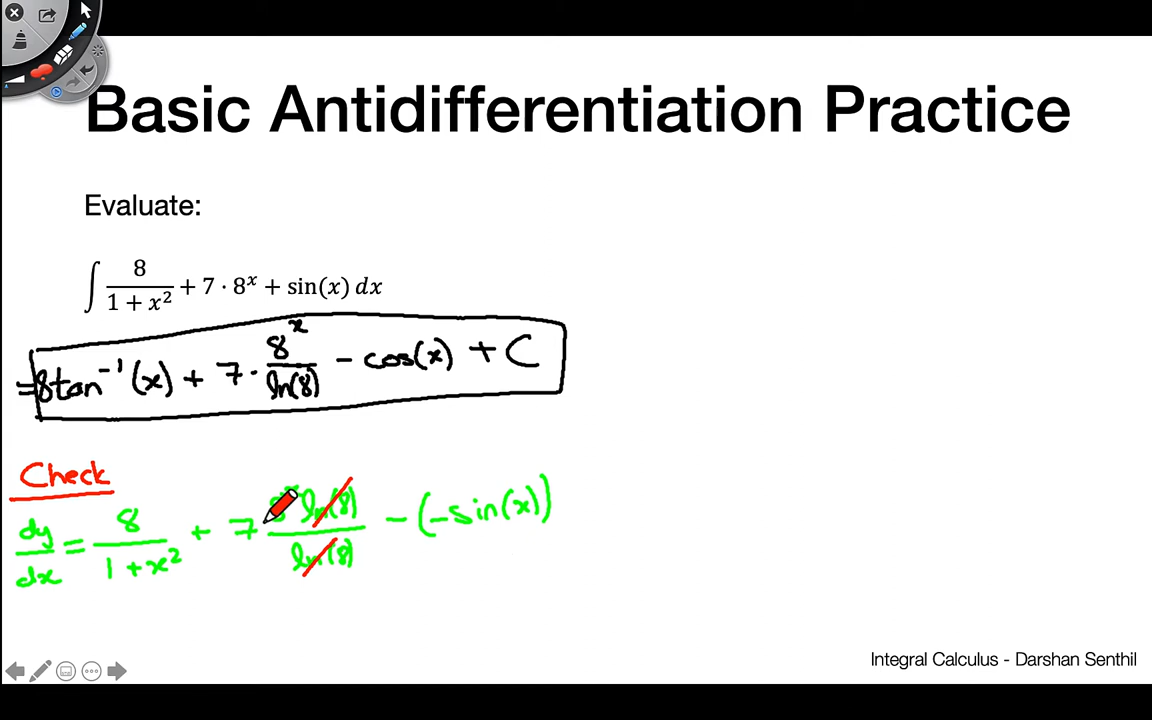 Basic Antidifferentiation Practice
Evaluate:
∫ 8/(1 + x²) + 7 · 8ˣ + sin(x) dx
= 8tan⁻¹(x) + 7 · 8ˣ/ln(8) − cos(x) + C
Check
dy/dx = 8/(1 + x²) + 7 8ˣ ln(8)/ln(8) − (−sin(x))
Integral Calculus - Darshan Senthil